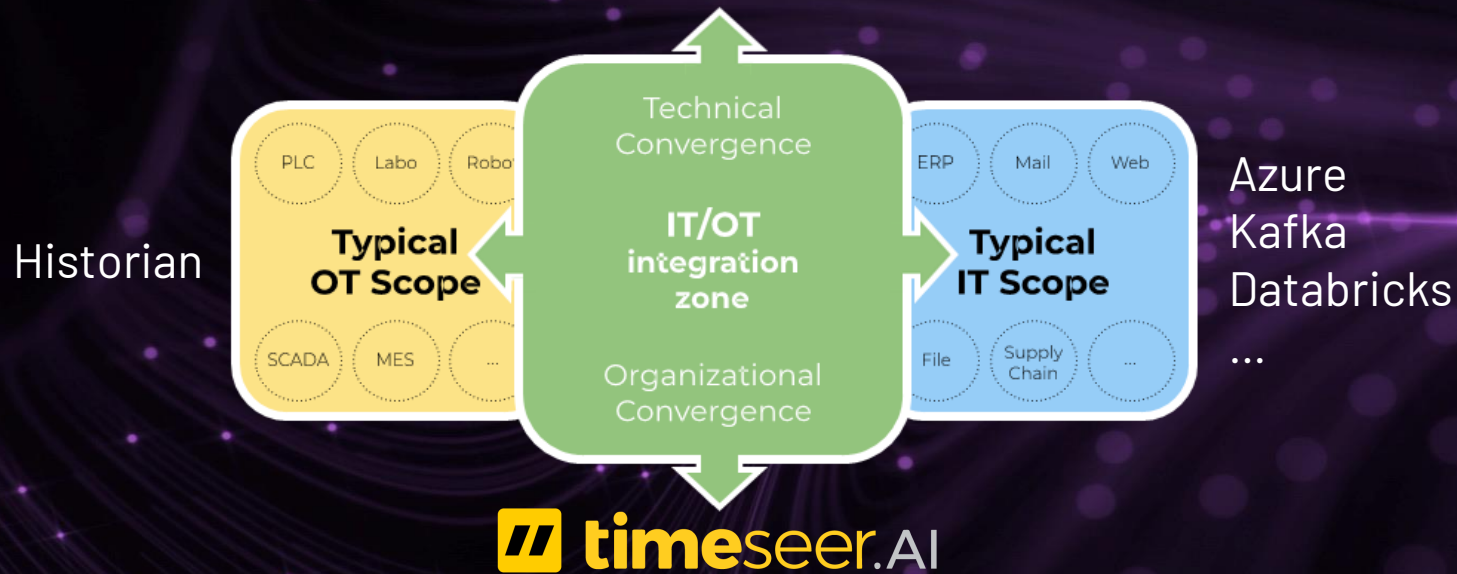 Historian
PLC
Labo
Robot
Typical
OT Scope
SCADA
MES
...
Technical
Convergence
IT/OT
integration
zone
Organizational
Convergence
ERP
Mail
Web
Typical
IT Scope
File
Supply
Chain
...
Azure
Kafka
Databricks
...
timeseer.AI